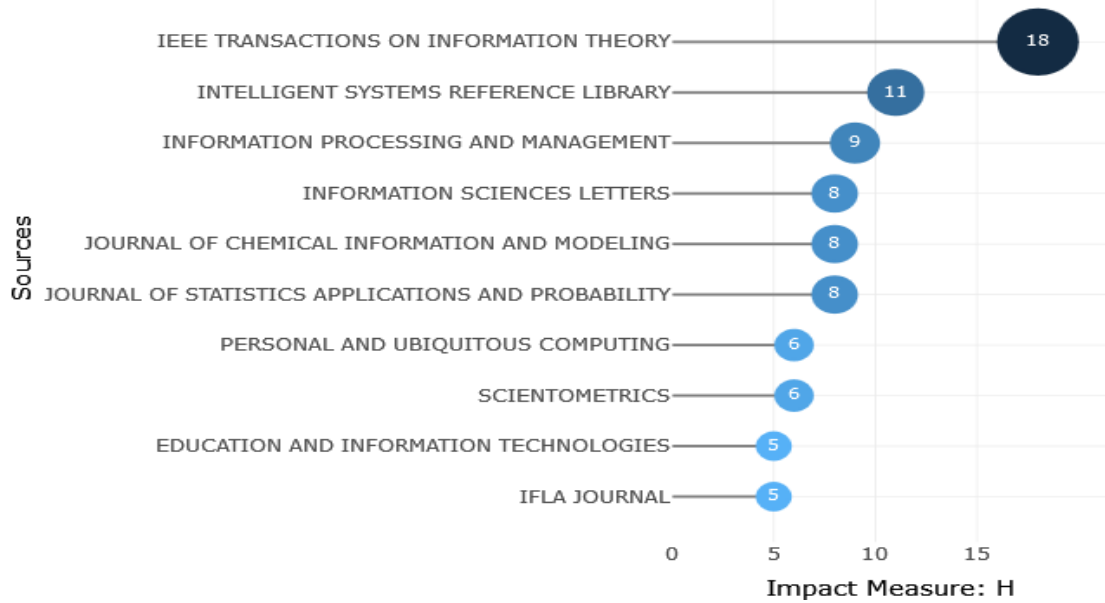 IEEE TRANSACTIONS ON INFORMATION THEORY 18
INTELLIGENT SYSTEMS REFERENCE LIBRARY 11
INFORMATION PROCESSING AND MANAGEMENT 9
INFORMATION SCIENCES LETTERS 8
JOURNAL OF CHEMICAL INFORMATION AND MODELING 8
JOURNAL OF STATISTICS APPLICATIONS AND PROBABILITY 8
PERSONAL AND UBIQUITOUS COMPUTING 6
SCIENTOMETRICS 6
EDUCATION AND INFORMATION TECHNOLOGIES 5
IFLA JOURNAL 5
Sources
0 5 10 15
Impact Measure: H